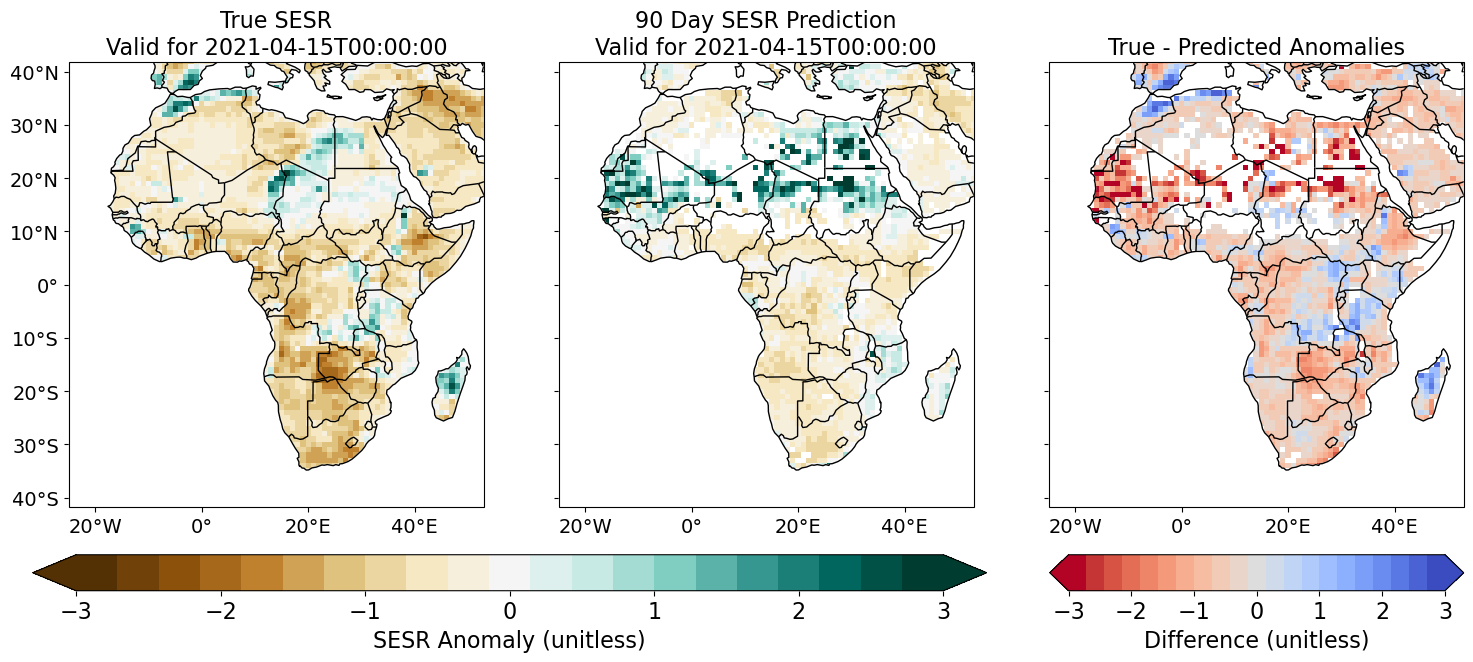 True SESR
Valid for 2021-04-15T00:00:00
90 Day SESR Prediction
Valid for 2021-04-15T00:00:00
True - Predicted Anomalies
40°N
30°N
20°N
10°N
0°
10°S
20°S
30°S
40°S
20°W 0° 20°E 40°E
20°W 0° 20°E 40°E
20°W 0° 20°E 40°E
−3 −2 −1 0 1 2 3
SESR Anomaly (unitless)
−3 −2 −1 0 1 2 3
Difference (unitless)